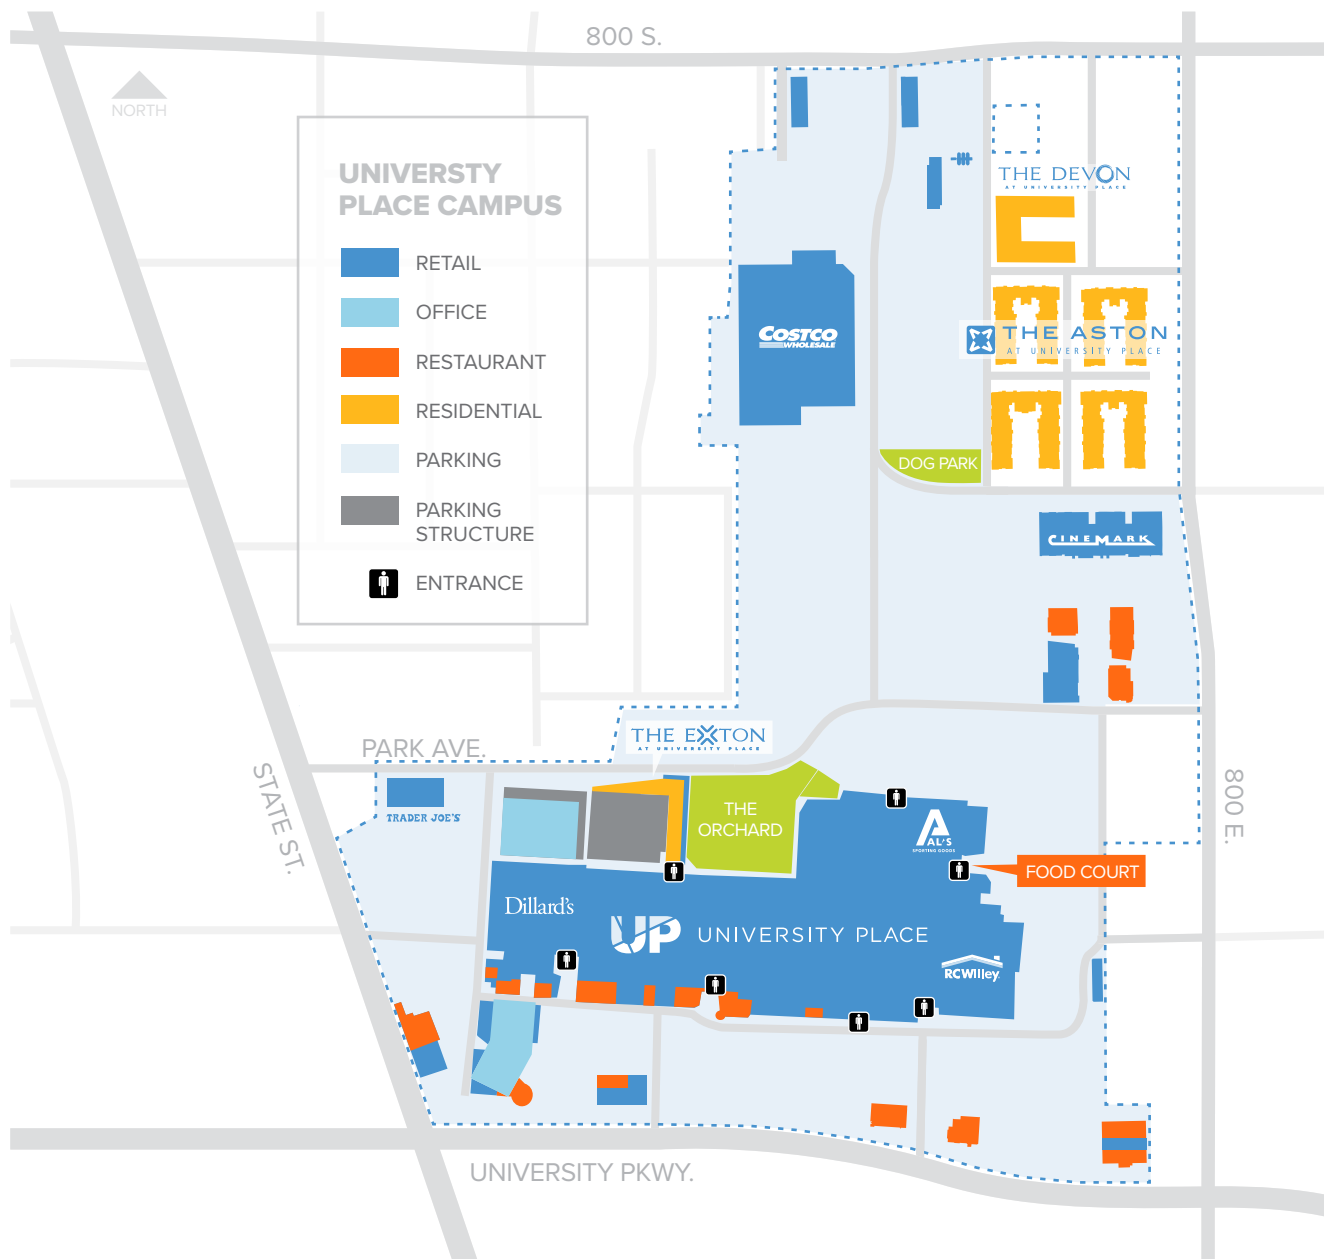 800 S.
NORTH
UNIVERSTY
PLACE CAMPUS
RETAIL
OFFICE
RESTAURANT
RESIDENTIAL
PARKING
PARKING
STRUCTURE
ENTRANCE
THE DEVON
AT UNIVERSITY PLACE
COSTCO
WHOLESALE
THE ASTON
AT UNIVERSITY PLACE
DOG PARK
CINEMARK
THE EXTON
AT UNIVERSITY PLACE
PARK AVE.
STATE ST.
800 E.
TRADER JOE'S
THE
ORCHARD
AL'S
SPORTING GOODS
FOOD COURT
Dillard's
UP UNIVERSITY PLACE
RCWilley
UNIVERSITY PKWY.